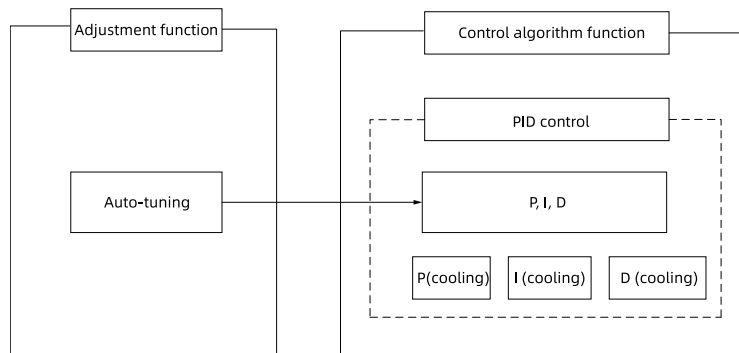 Adjustment function
Control algorithm function
PID control
Auto-tuning
P, I, D
P(cooling)
I (cooling)
D (cooling)